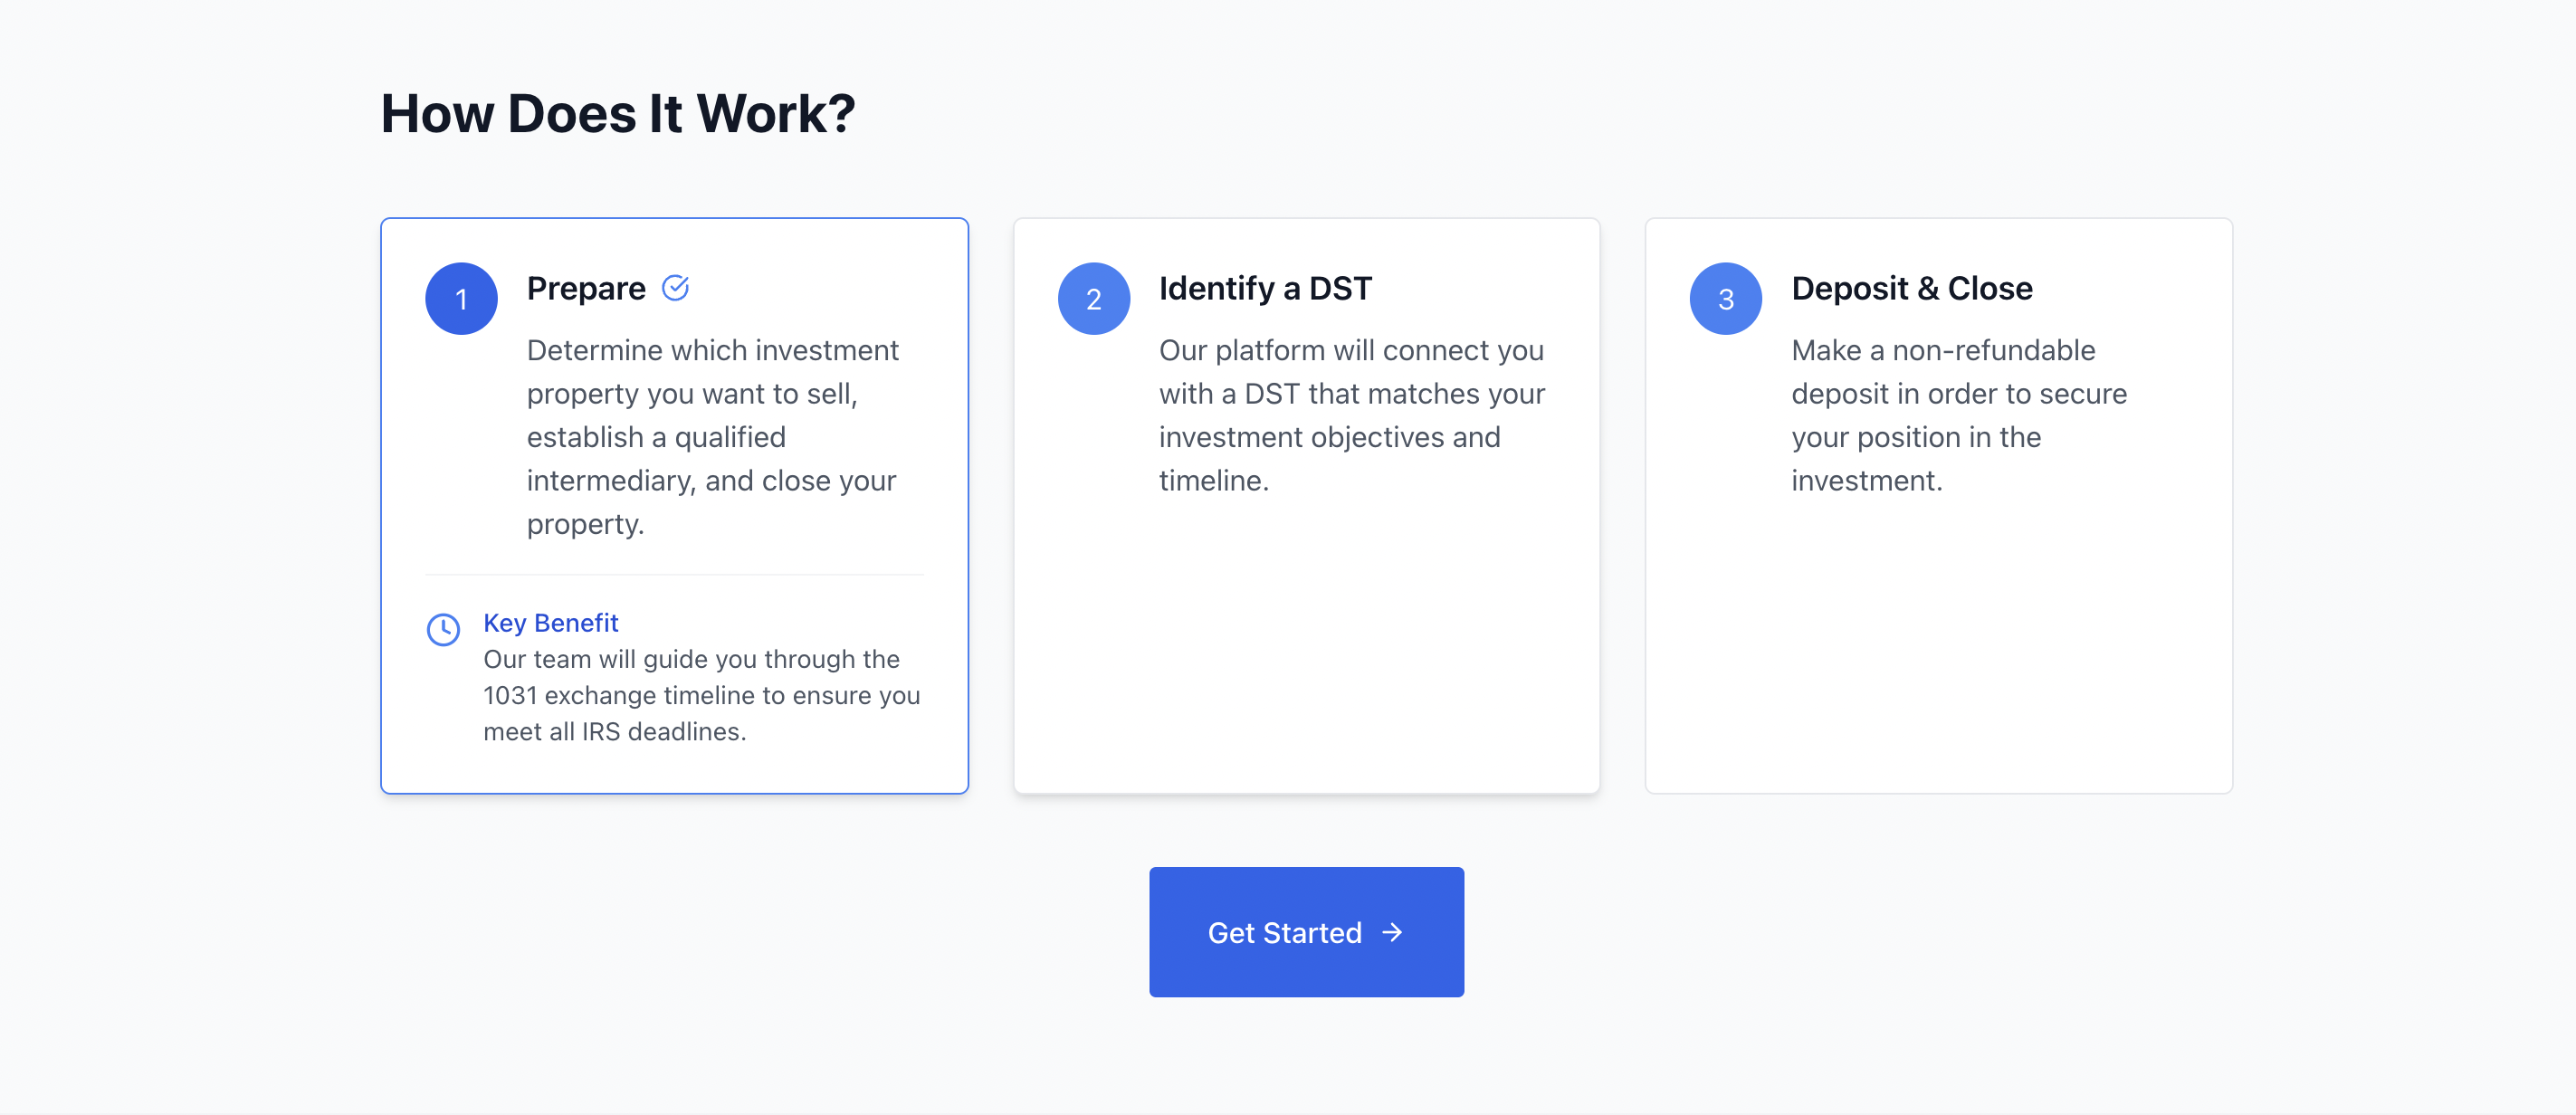 How Does It Work?
1
Prepare
Determine which investment
property you want to sell,
establish a qualified
intermediary, and close your
property.
Key Benefit
Our team will guide you through the
1031 exchange timeline to ensure you
meet all IRS deadlines.
2
Identify a DST
Our platform will connect you
with a DST that matches your
investment objectives and
timeline.
3
Deposit & Close
Make a non-refundable
deposit in order to secure
your position in the
investment.
Get Started